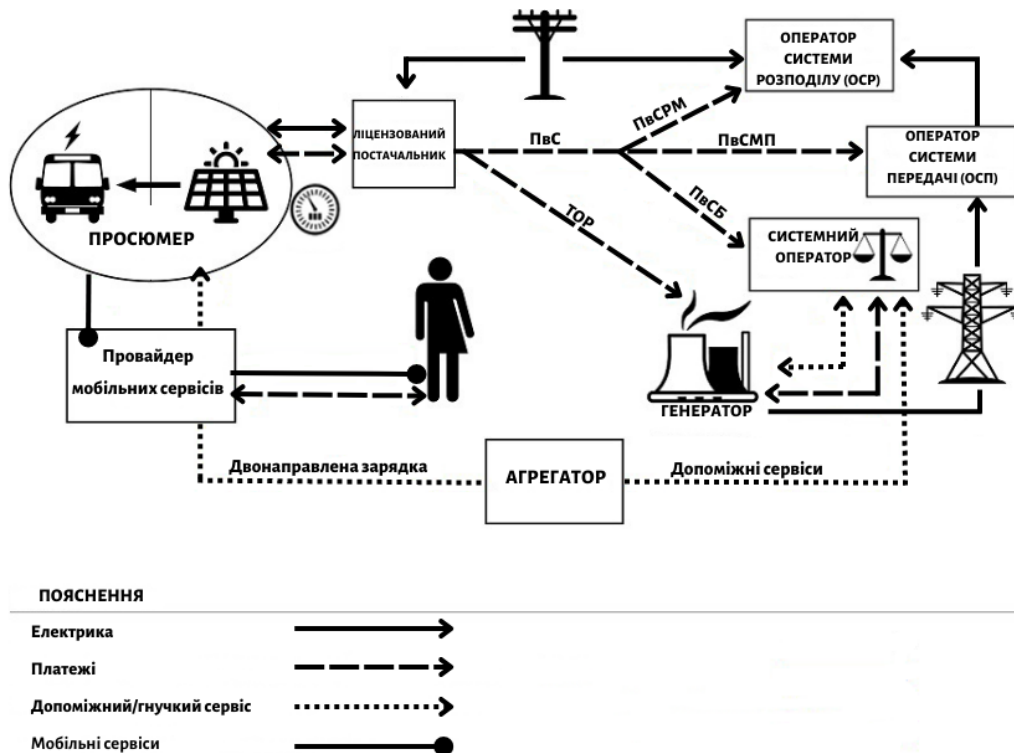 ОПЕРАТОР
СИСТЕМИ
РОЗПОДІЛУ (ОСР)
ЛІЦЕНЗОВАНИЙ
ПОСТАЧАЛЬНИК
ПвС
ПвСРМ
ПвСМП
ПвСБ
ТОР
ОПЕРАТОР
СИСТЕМИ
ПЕРЕДАЧІ (ОСП)
ПРОСЮМЕР
СИСТЕМНИЙ
ОПЕРАТОР
Провайдер
мобільних сервісів
ГЕНЕРАТОР
Двонаправлена зарядка
АГРЕГАТОР
Допоміжні сервіси
ПОЯСНЕННЯ
Електрика
Платежі
Допоміжний/гнучкий сервіс
Мобільні сервіси